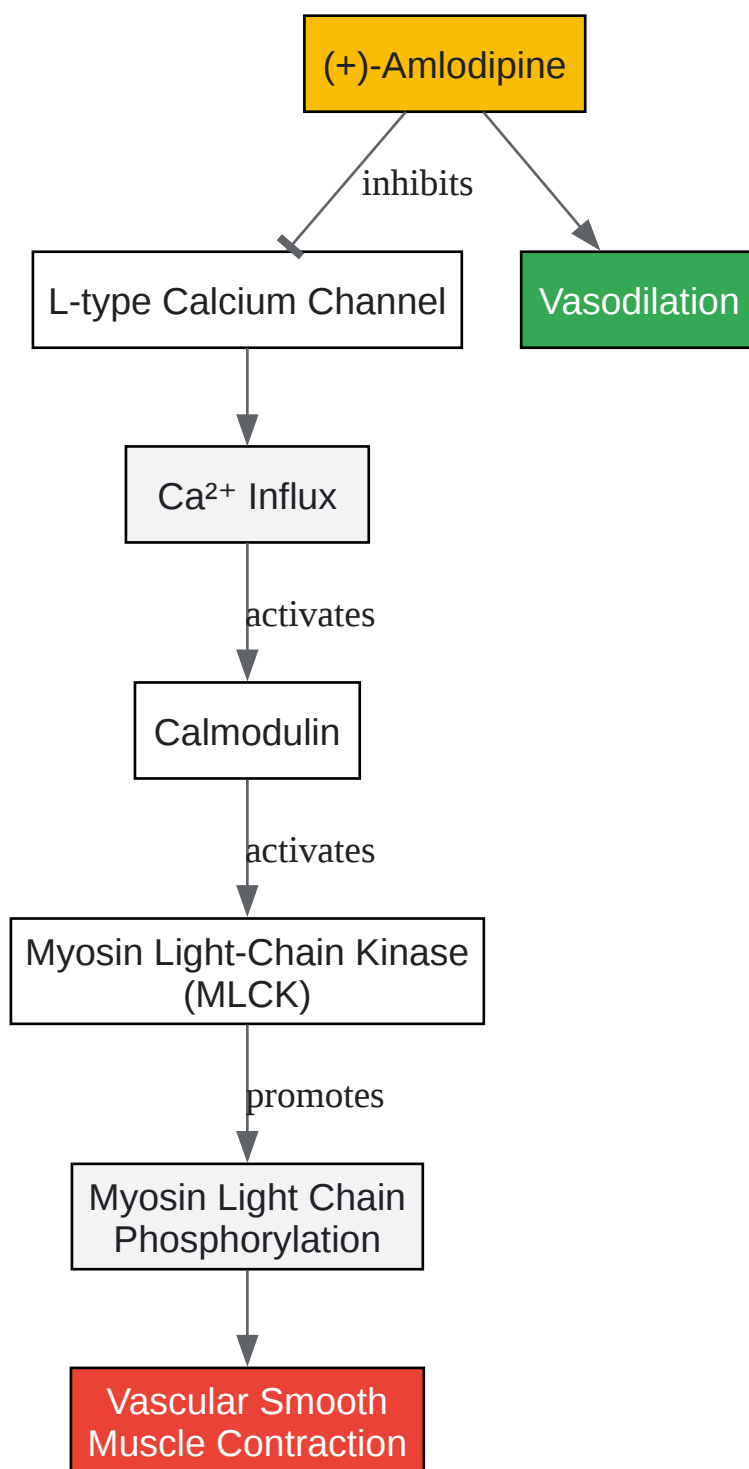 (+)-Amlodipine
inhibits
L-type Calcium Channel
Vasodilation
Ca²⁺ Influx
activates
Calmodulin
activates
Myosin Light-Chain Kinase
(MLCK)
promotes
Myosin Light Chain
Phosphorylation
Vascular Smooth
Muscle Contraction